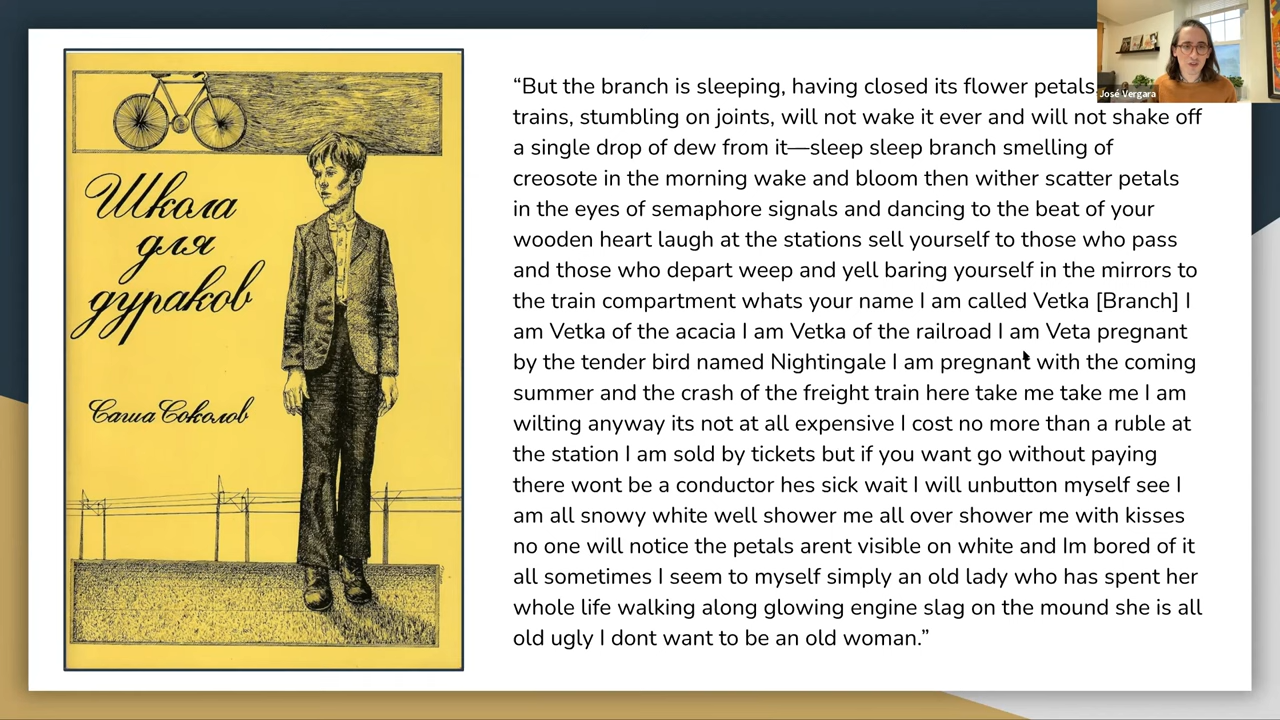 Школа
для
дураков
Саша Соколов
“But the branch is sleeping, having closed its flower petals,
trains, stumbling on joints, will not wake it ever and will not shake off
a single drop of dew from it—sleep sleep branch smelling of
creosote in the morning wake and bloom then wither scatter petals
in the eyes of semaphore signals and dancing to the beat of your
wooden heart laugh at the stations sell yourself to those who pass
and those who depart weep and yell baring yourself in the mirrors to
the train compartment whats your name I am called Vetka [Branch] I
am Vetka of the acacia I am Vetka of the railroad I am Veta pregnant
by the tender bird named Nightingale I am pregnant with the coming
summer and the crash of the freight train here take me take me I am
wilting anyway its not at all expensive I cost no more than a ruble at
the station I am sold by tickets but if you want go without paying
there wont be a conductor hes sick wait I will unbutton myself see I
am all snowy white well shower me all over shower me with kisses
no one will notice the petals arent visible on white and Im bored of it
all sometimes I seem to myself simply an old lady who has spent her
whole life walking along glowing engine slag on the mound she is all
old ugly I dont want to be an old woman.”
José Vergara